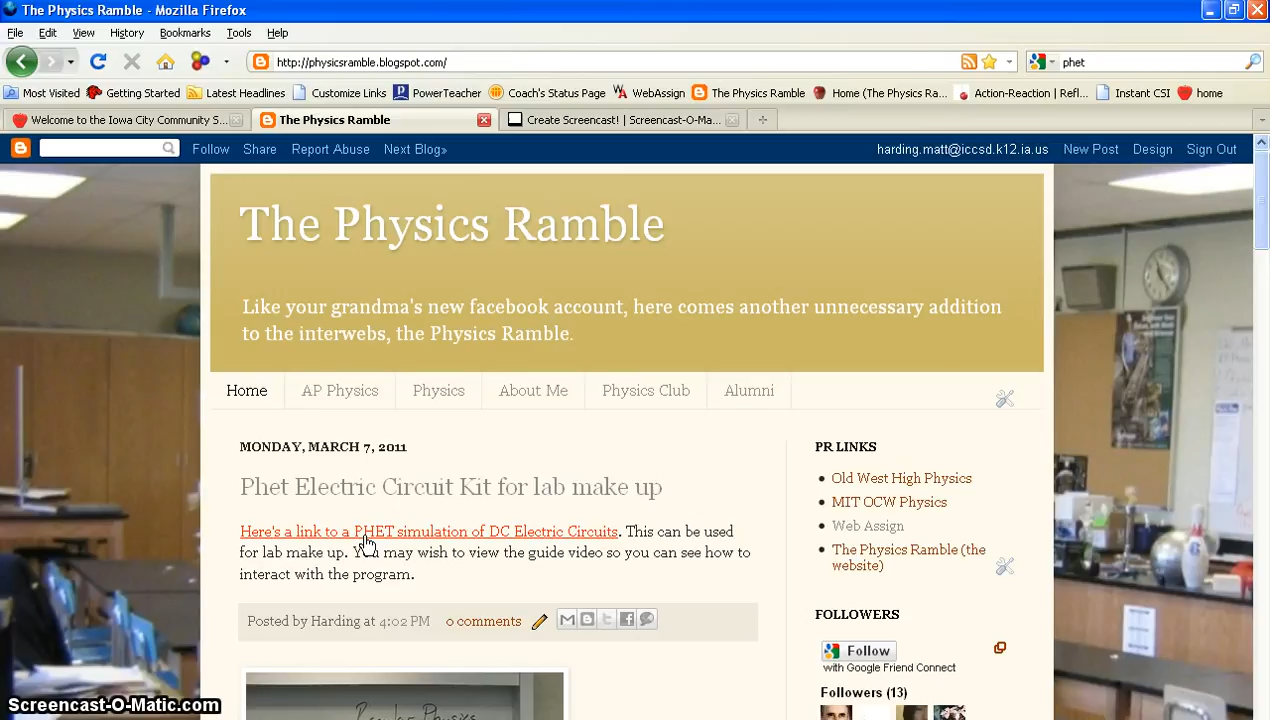 The Physics Ramble - Mozilla Firefox
File Edit View History Bookmarks Tools Help
http://physicsramble.blogspot.com/
phet
Most Visited Getting Started Latest Headlines Customize Links PowerTeacher Coach's Status Page WebAssign The Physics Ramble Home (The Physics Ra... Action-Reaction | Refl... Instant CSI home
Welcome to the Iowa City Community S... The Physics Ramble Create Screencast! | Screencast-O-Ma...
Follow Share Report Abuse Next Blog» harding.matt@iccsd.k12.ia.us New Post Design Sign Out
The Physics Ramble
Like your grandma's new facebook account, here comes another unnecessary addition
to the interwebs, the Physics Ramble.
Home AP Physics Physics About Me Physics Club Alumni
MONDAY, MARCH 7, 2011
Phet Electric Circuit Kit for lab make up
Here's a link to a PHET simulation of DC Electric Circuits. This can be used
for lab make up. You may wish to view the guide video so you can see how to
interact with the program.
Posted by Harding at 4:02 PM 0 comments
Regular Physics
PR LINKS
Old West High Physics
MIT OCW Physics
Web Assign
The Physics Ramble (the
website)
FOLLOWERS
Follow
with Google Friend Connect
Followers (13)
Screencast-O-Matic.com